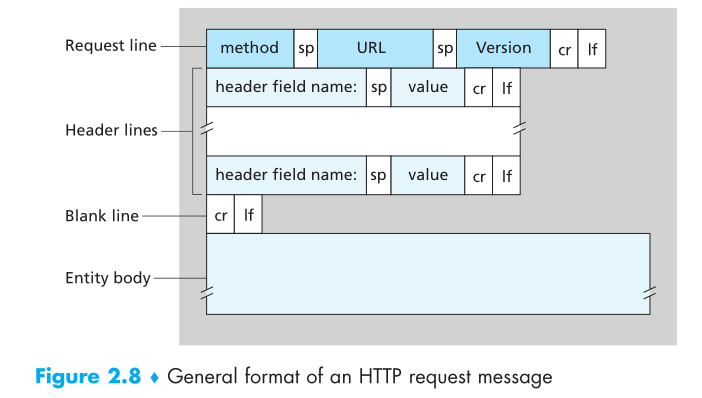 Request line method sp URL sp Version cr lf
header field name: sp value cr lf
Header lines
header field name: sp value cr lf
Blank line cr lf
Entity body
Figure 2.8 ♦ General format of an HTTP request message